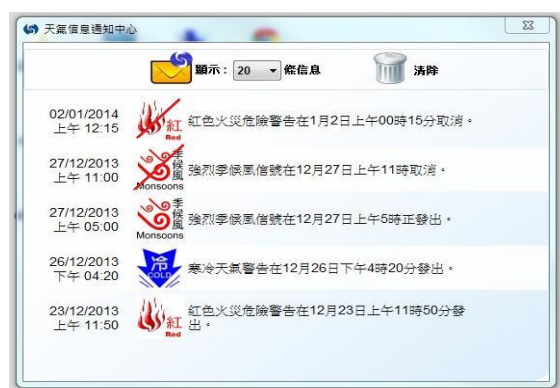 天氣信息通知中心
顯示： 20 條信息 清除
02/01/2014
上午 12:15
紅
Red
紅色火災危險警告在1月2日上午00時15分取消。
27/12/2013
上午 11:00
季候風
Monsoons
強烈季候風信號在12月27日上午11時取消。
27/12/2013
上午 05:00
季候風
Monsoons
強烈季候風信號在12月27日上午5時正發出。
26/12/2013
下午 04:20
冷
COLD
寒冷天氣警告在12月26日下午4時20分發出。
23/12/2013
上午 11:50
紅
Red
紅色火災危險警告在12月23日上午11時50分發
出。